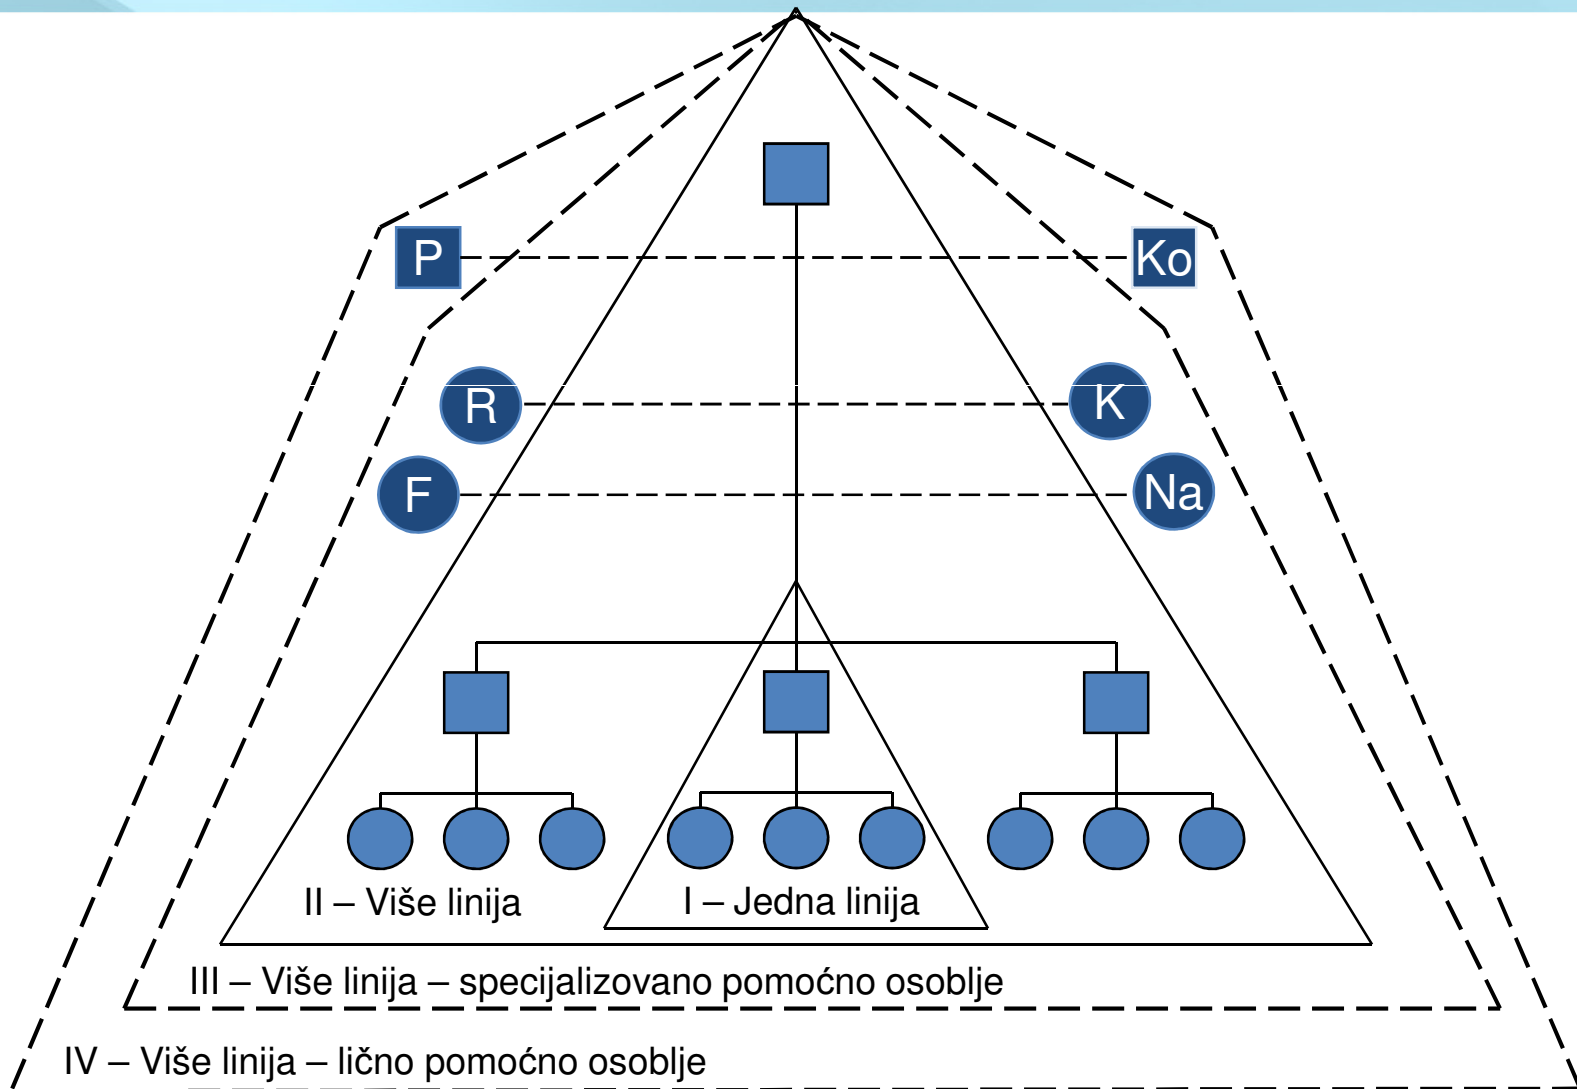 P
Ko
R
K
F
Na
II – Više linija
I – Jedna linija
III – Više linija – specijalizovano pomoćno osoblje
IV – Više linija – lično pomoćno osoblje